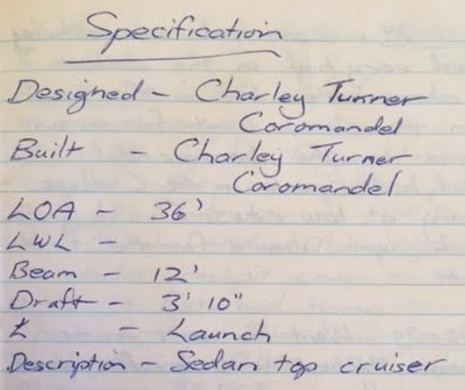 Specification
Designed - Charley Turner
Coromandel
Built - Charley Turner
Coromandel
LOA - 36'
LWL -
Beam - 12'
Draft - 3' 10"
- Launch
Description - Sedan top cruiser